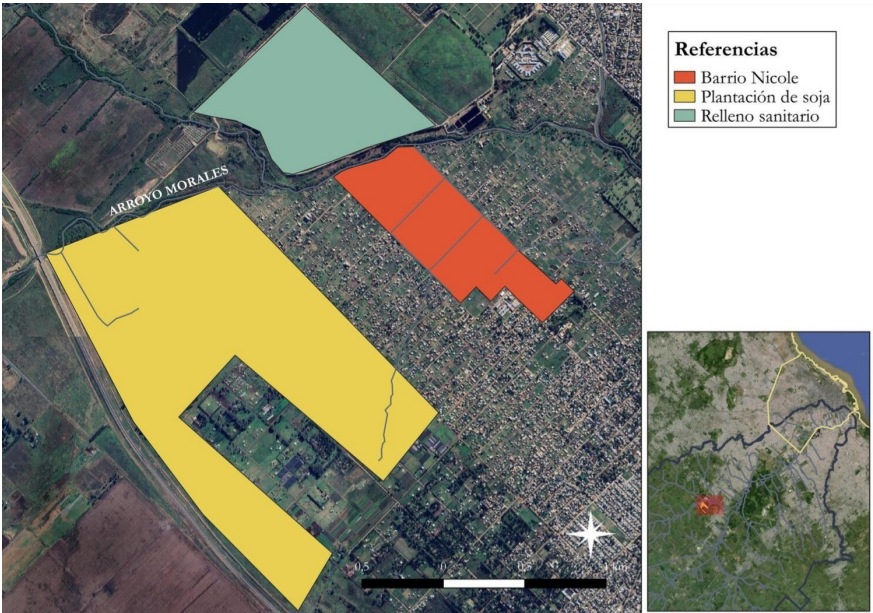 Referencias
Barrio Nicole
Plantación de soja
Relleno sanitario
ARROYO MORALES
0,5 0 0,5 1 km